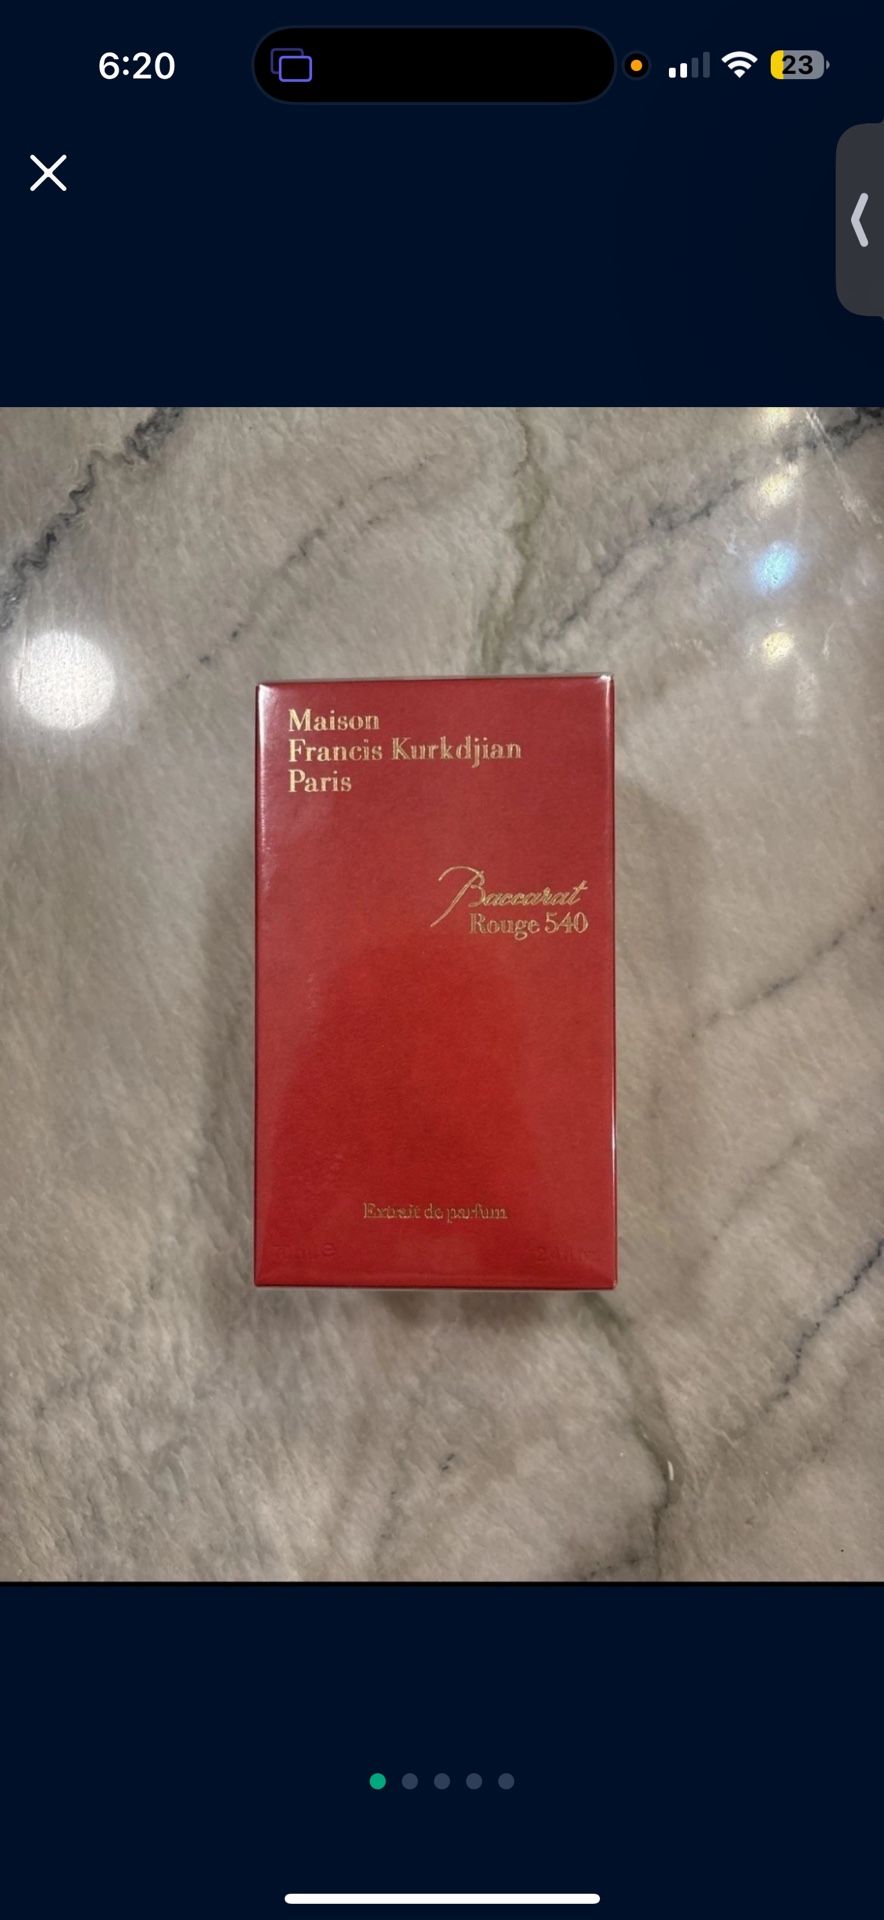 6:20
23
Maison
Francis Kurkdjian
Paris
Baccarat
Rouge 540
Extrait de parfum